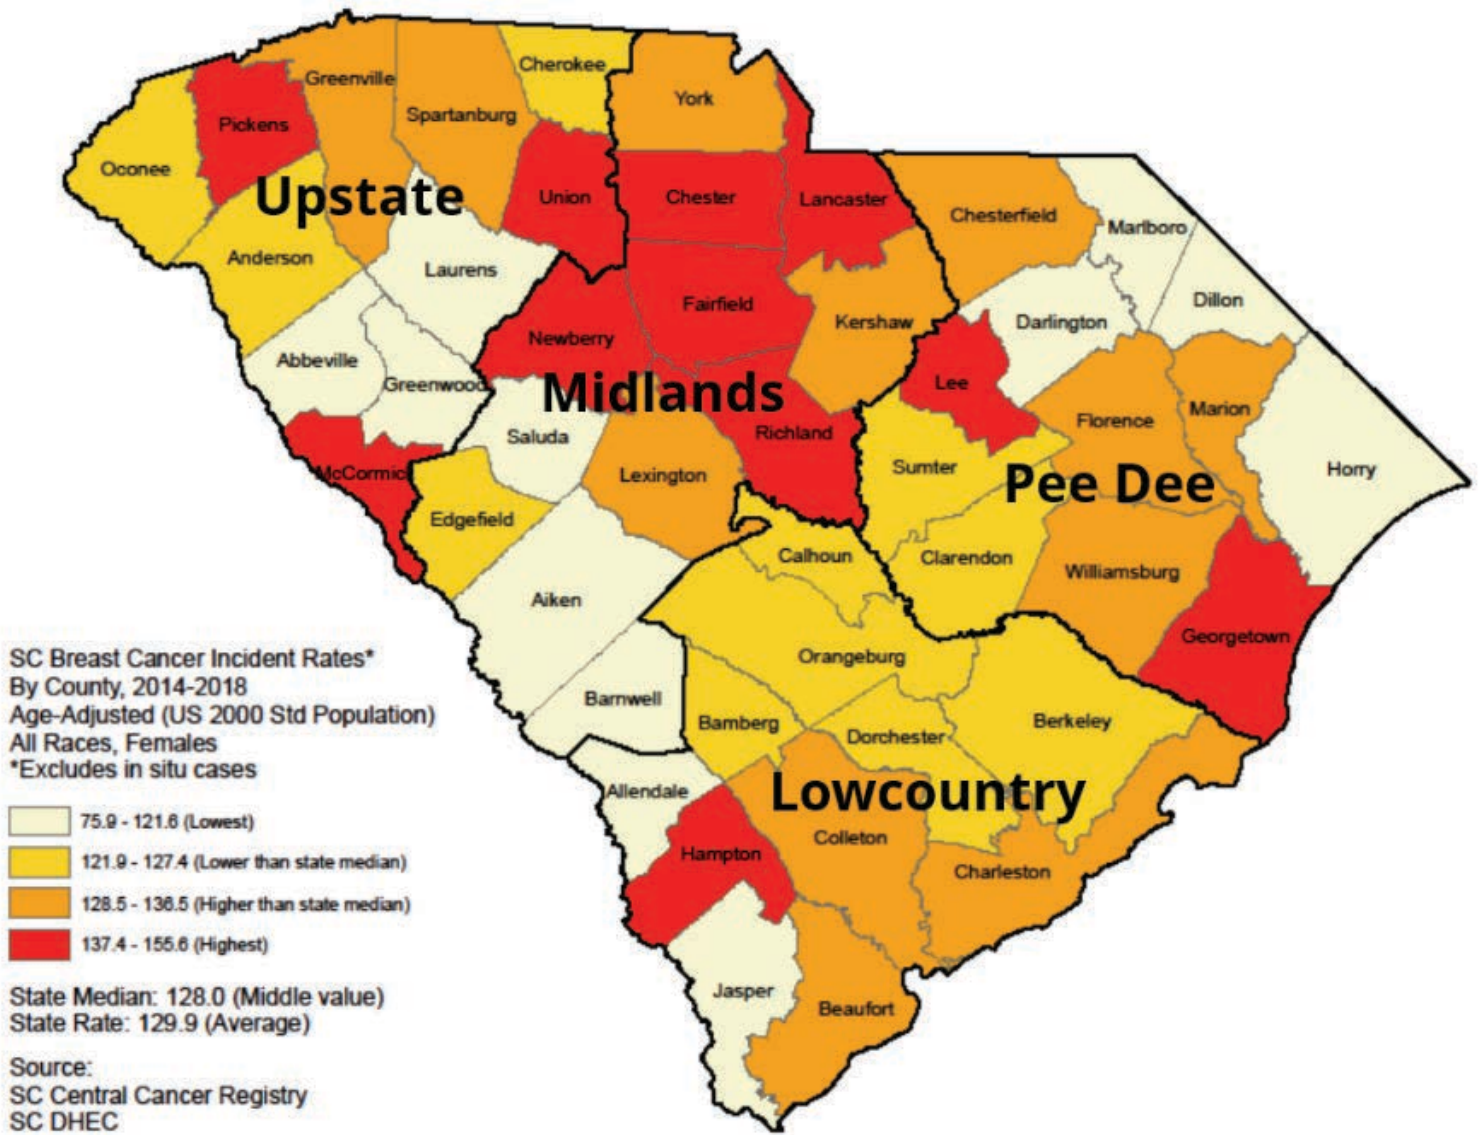 Cherokee
Greenville
York
Spartanburg
Pickens
Oconee
Union
Chester
Lancaster
Upstate
Chesterfield
Marlboro
Anderson
Laurens
Dillon
Fairfield
Kershaw
Darlington
Newberry
Abbeville
Greenwood
Lee
Midlands
Marion
Florence
Richland
Saluda
Sumter
Horry
McCormic
Lexington
Pee Dee
Edgefield
Calhoun
Clarendon
Williamsburg
Aiken
Georgetown
Orangeburg
Barnwell
Bamberg
Berkeley
Dorchester
Allendale
Lowcountry
Colleton
Hampton
Charleston
Jasper
Beaufort
SC Breast Cancer Incident Rates*
By County, 2014-2018
Age-Adjusted (US 2000 Std Population)
All Races, Females
*Excludes in situ cases
75.9 - 121.6 (Lowest)
121.9 - 127.4 (Lower than state median)
128.5 - 136.5 (Higher than state median)
137.4 - 155.6 (Highest)
State Median: 128.0 (Middle value)
State Rate: 129.9 (Average)
Source:
SC Central Cancer Registry
SC DHEC